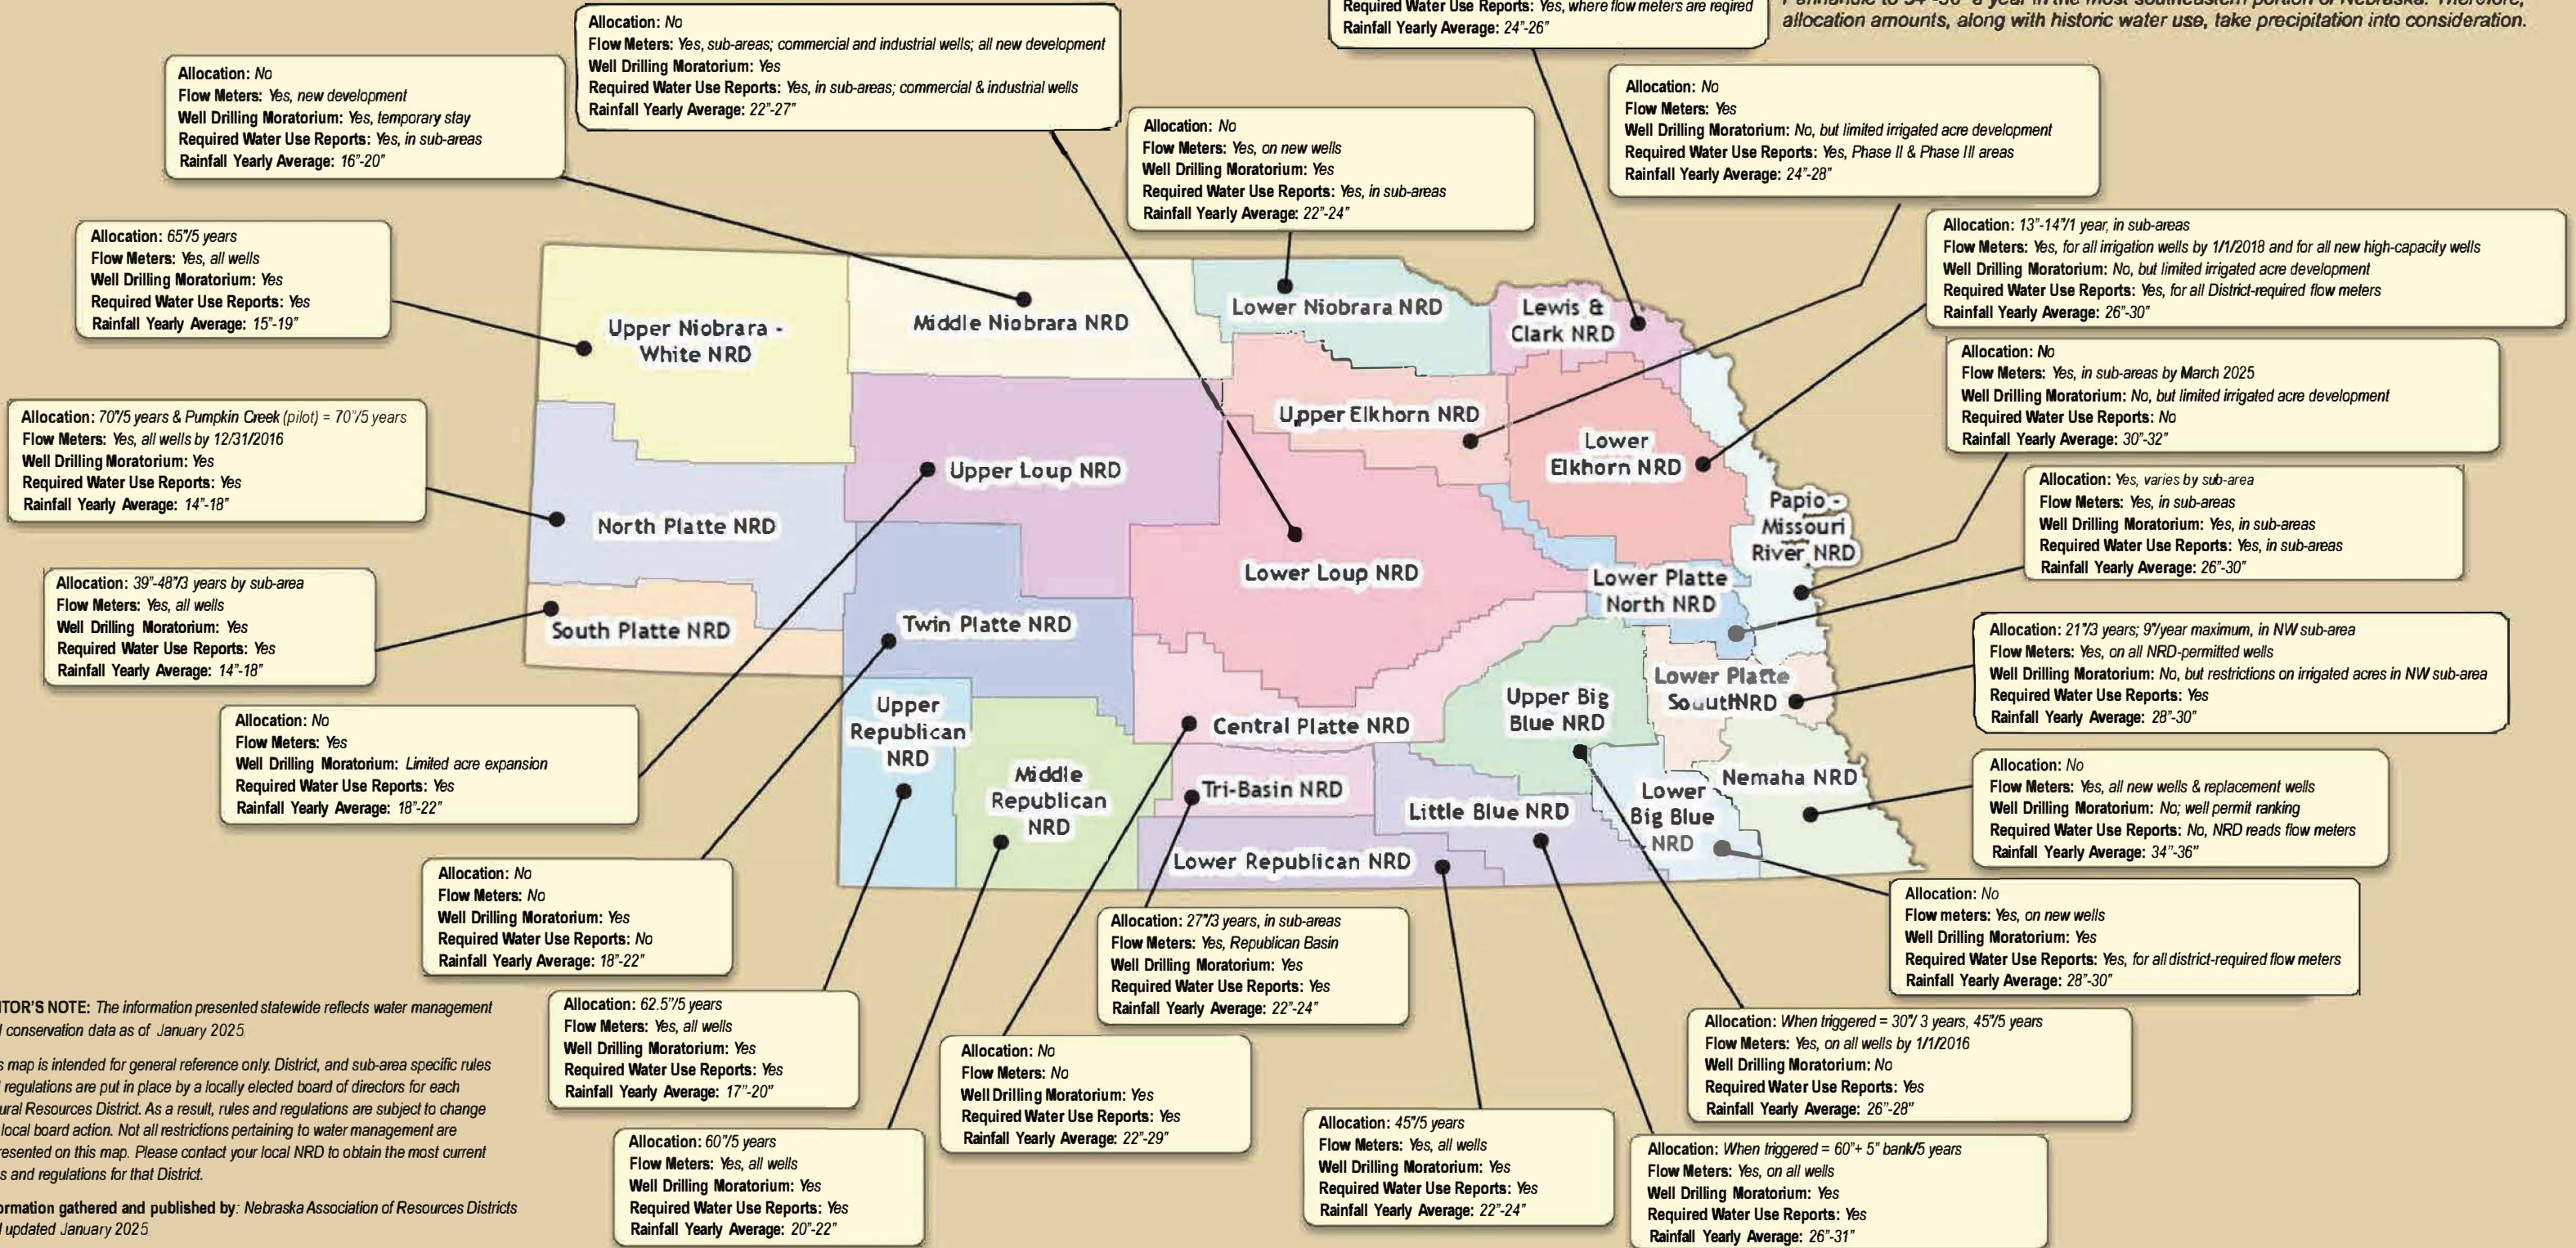 Required Water Use Reports: Yes, where flow meters are reqired
Rainfall Yearly Average: 24"-26"
allocation amounts, along with historic water use, take precipitation into consideration.
Allocation: No
Flow Meters: Yes, sub-areas; commercial and industrial wells; all new development
Well Drilling Moratorium: Yes
Required Water Use Reports: Yes, in sub-areas; commercial & industrial wells
Rainfall Yearly Average: 22"-27"
Allocation: No
Flow Meters: Yes, new development
Well Drilling Moratorium: Yes, temporary stay
Required Water Use Reports: Yes, in sub-areas
Rainfall Yearly Average: 16"-20"
Allocation: No
Flow Meters: Yes, on new wells
Well Drilling Moratorium: Yes
Required Water Use Reports: Yes, in sub-areas
Rainfall Yearly Average: 22"-24"
Allocation: No
Flow Meters: Yes
Well Drilling Moratorium: No, but limited irrigated acre development
Required Water Use Reports: Yes, Phase II & Phase III areas
Rainfall Yearly Average: 24"-28"
Allocation: 65"/5 years
Flow Meters: Yes, all wells
Well Drilling Moratorium: Yes
Required Water Use Reports: Yes
Rainfall Yearly Average: 15"-19"
Allocation: 13"-14"/1 year, in sub-areas
Flow Meters: Yes, for all irrigation wells by 1/1/2018 and for all new high-capacity wells
Well Drilling Moratorium: No, but limited irrigated acre development
Required Water Use Reports: Yes, for all District-required flow meters
Rainfall Yearly Average: 26"-30"
Allocation: No
Flow Meters: Yes, in sub-areas by March 2025
Well Drilling Moratorium: No, but limited irrigated acre development
Required Water Use Reports: No
Rainfall Yearly Average: 30"-32"
Allocation: 70"/5 years & Pumpkin Creek (pilot) = 70"/5 years
Flow Meters: Yes, all wells by 12/31/2016
Well Drilling Moratorium: Yes
Required Water Use Reports: Yes
Rainfall Yearly Average: 14"-18"
Allocation: Yes, varies by sub-area
Flow Meters: Yes, in sub-areas
Well Drilling Moratorium: Yes, in sub-areas
Required Water Use Reports: Yes, in sub-areas
Rainfall Yearly Average: 26"-30"
Allocation: 39"-48"/3 years by sub-area
Flow Meters: Yes, all wells
Well Drilling Moratorium: Yes
Required Water Use Reports: Yes
Rainfall Yearly Average: 14"-18"
Allocation: 21"/3 years; 9"/year maximum, in NW sub-area
Flow Meters: Yes, on all NRD-permitted wells
Well Drilling Moratorium: No, but restrictions on irrigated acres in NW sub-area
Required Water Use Reports: Yes
Rainfall Yearly Average: 28"-30"
Allocation: No
Flow Meters: Yes
Well Drilling Moratorium: Limited acre expansion
Required Water Use Reports: Yes
Rainfall Yearly Average: 18"-22"
Allocation: No
Flow Meters: Yes, all new wells & replacement wells
Well Drilling Moratorium: No; well permit ranking
Required Water Use Reports: No, NRD reads flow meters
Rainfall Yearly Average: 34"-36"
Allocation: No
Flow Meters: No
Well Drilling Moratorium: Yes
Required Water Use Reports: No
Rainfall Yearly Average: 18"-22"
Allocation: No
Flow meters: Yes, on new wells
Well Drilling Moratorium: Yes
Required Water Use Reports: Yes, for all district-required flow meters
Rainfall Yearly Average: 28"-30"
Allocation: 27"/3 years, in sub-areas
Flow Meters: Yes, Republican Basin
Well Drilling Moratorium: Yes
Required Water Use Reports: Yes
Rainfall Yearly Average: 22"-24"
Allocation: 62.5"/5 years
Flow Meters: Yes, all wells
Well Drilling Moratorium: Yes
Required Water Use Reports: Yes
Rainfall Yearly Average: 17"-20"
Allocation: When triggered = 30"/ 3 years, 45"/5 years
Flow Meters: Yes, on all wells by 1/1/2016
Well Drilling Moratorium: No
Required Water Use Reports: Yes
Rainfall Yearly Average: 26"-28"
Allocation: No
Flow Meters: No
Well Drilling Moratorium: Yes
Required Water Use Reports: Yes
Rainfall Yearly Average: 22"-29"
Allocation: 45"/5 years
Flow Meters: Yes, all wells
Well Drilling Moratorium: Yes
Required Water Use Reports: Yes
Rainfall Yearly Average: 22"-24"
Allocation: 60"/5 years
Flow Meters: Yes, all wells
Well Drilling Moratorium: Yes
Required Water Use Reports: Yes
Rainfall Yearly Average: 20"-22"
Allocation: When triggered = 60"+ 5" bank/5 years
Flow Meters: Yes, on all wells
Well Drilling Moratorium: Yes
Required Water Use Reports: Yes
Rainfall Yearly Average: 26"-31"
Upper Niobrara -
White NRD
Middle Niobrara NRD
Lower Niobrara NRD
Lewis &
Clark NRD
Upper Elkhorn NRD
Lower
Elkhorn NRD
Upper Loup NRD
North Platte NRD
Papio -
Missouri
River NRD
Lower Loup NRD
Lower Platte
North NRD
South Platte NRD
Twin Platte NRD
Lower Platte
NRD
Upper
Republican
NRD
Upper Big
Blue NRD
Central Platte NRD
Middle
Republican
NRD
Tri-Basin NRD
Nemaha NRD
Little Blue NRD
Lower
Big Blue
NRD
Lower Republican NRD
TOR'S NOTE: The information presented statewide reflects water management
conservation data as of January 2025
map is intended for general reference only. District, and sub-area specific rules
regulations are put in place by a locally elected board of directors for each
ural Resources District. As a result, rules and regulations are subject to change
local board action. Not all restrictions pertaining to water management are
resented on this map. Please contact your local NRD to obtain the most current
s and regulations for that District.
ormation gathered and published by: Nebraska Association of Resources Districts
updated January 2025